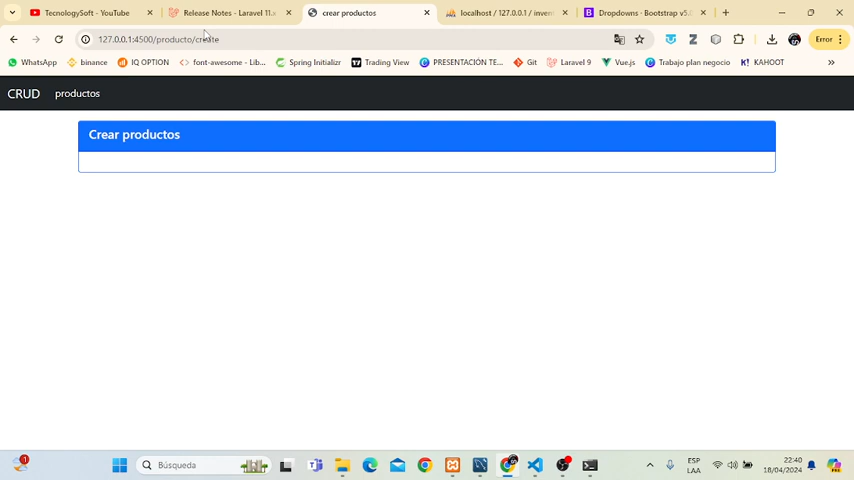 TecnologySoft - YouTube
Release Notes - Laravel 11.x
crear productos
localhost / 127.0.0.1 / inven
Dropdowns · Bootstrap v5.0
127.0.0.1:4500/producto/create
Error
WhatsApp
binance
IQ OPTION
font-awesome - Lib...
Spring Initializr
Trading View
PRESENTACIÓN TE...
Git
Laravel 9
Vue.js
Trabajo plan negocio
K! KAHOOT
CRUD productos
Crear productos
1
Búsqueda
ESP
LAA
22:40
18/04/2024